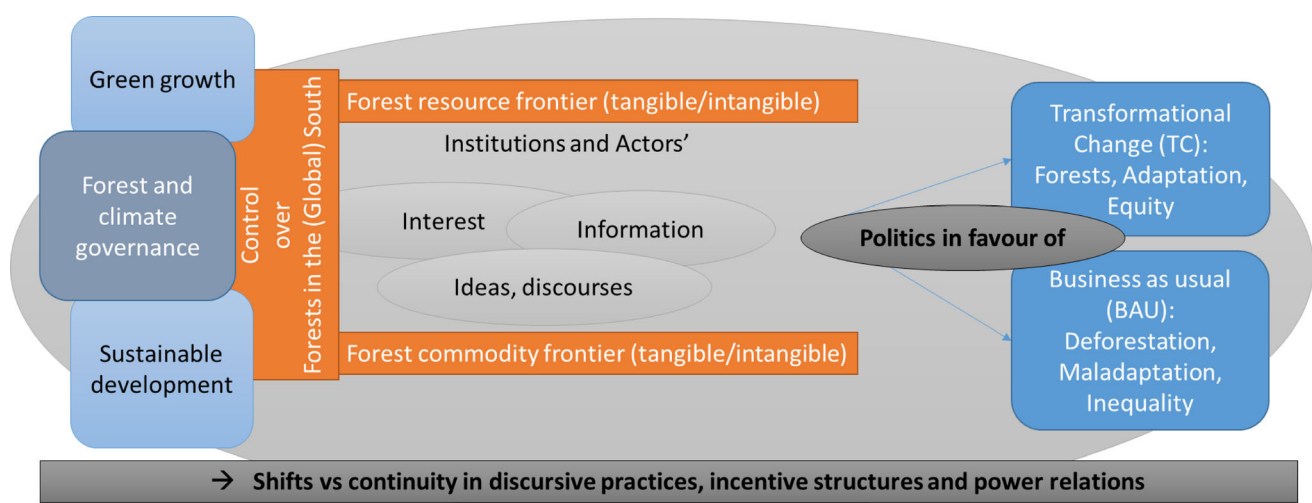 Green growth
Forest and
climate
governance
Sustainable
development
Control
over
Forests in the (Global) South
Forest resource frontier (tangible/intangible)
Institutions and Actors’
Interest
Information
Ideas, discourses
Forest commodity frontier (tangible/intangible)
Politics in favour of
Transformational
Change (TC):
Forests, Adaptation,
Equity
Business as usual
(BAU):
Deforestation,
Maladaptation,
Inequality
→ Shifts vs continuity in discursive practices, incentive structures and power relations